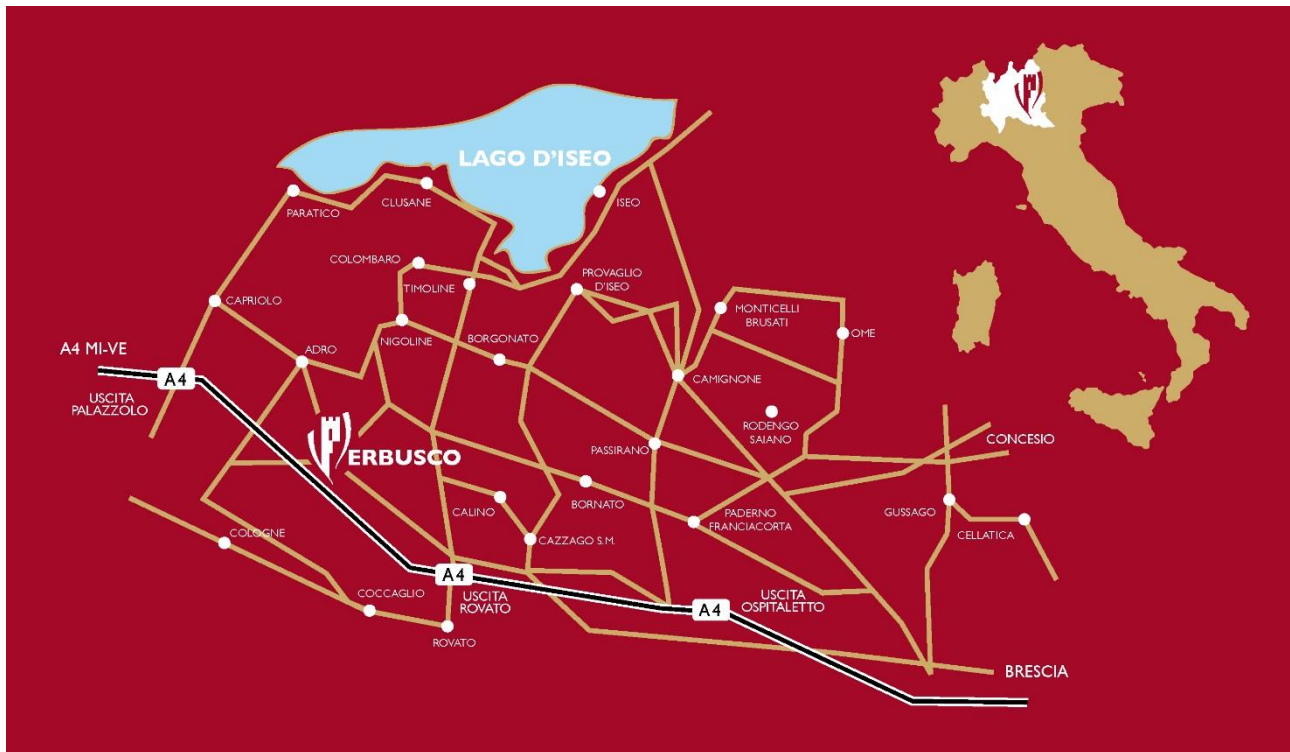 LAGO D'ISEO
PARATICO
CLUSANE
ISEO
COLOMBARO
TIMOLINE
PROVAGLIO
D'ISEO
CAPRIOLO
MONTICELLI
BRUSATI
OME
A4 MI-VE
ADRO
NIGOLINE
BORGONATO
A4
CAMIGNONE
USCITA
PALAZZOLO
RODENGO
SAIANO
CONCESIO
ERBUSCO
PASSIRANO
CALINO
BORNATO
PADERNO
FRANCIACORTA
GUSSAGO
CELLATICA
COLOGNE
CAZZAGO S.M.
A4
COCCAGLIO
USCITA
ROVATO
USCITA
OSPITALETTO
A4
ROVATO
BRESCIA